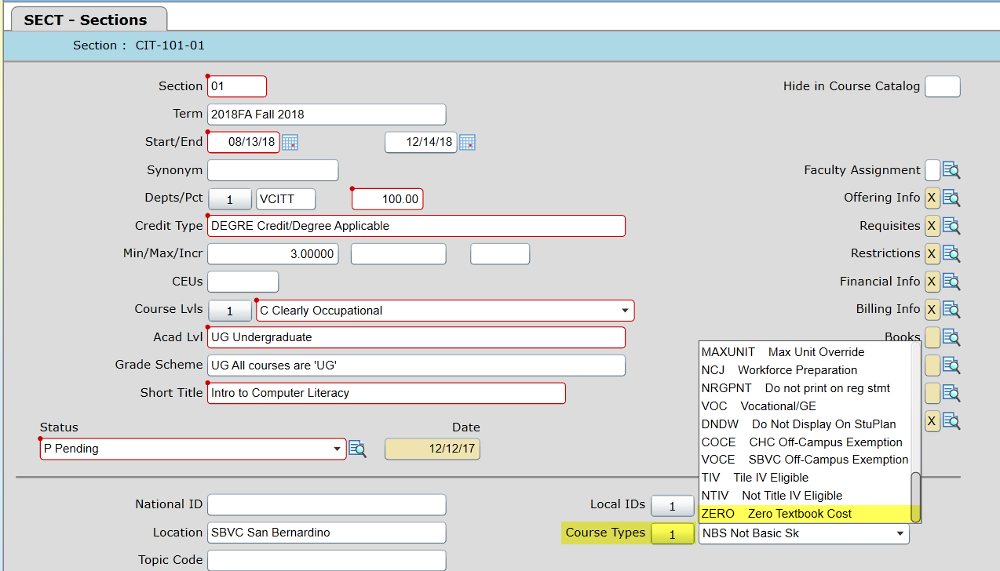 SECT - Sections
Section : CIT-101-01
Section 01 Hide in Course Catalog
Term 2018FA Fall 2018
Start/End 08/13/18 12/14/18
Synonym Faculty Assignment
Depts/Pct 1 VCITT 100.00 Offering Info X
Credit Type DEGRE Credit/Degree Applicable Requisites X
Min/Max/Incr 3.00000 Restrictions X
CEUs Financial Info X
Course Lvls 1 C Clearly Occupational Billing Info X
Acad Lvl UG Undergraduate Books
Grade Scheme UG All courses are 'UG'
Short Title Intro to Computer Literacy
X
MAXUNIT Max Unit Override
NCJ Workforce Preparation
NRGPNT Do not print on reg stmt
VOC Vocational/GE
DNDW Do Not Display On StuPlan
COCE CHC Off-Campus Exemption
VOCE SBVC Off-Campus Exemption
TIV Tile IV Eligible
NTIV Not Title IV Eligible
ZERO Zero Textbook Cost
Status Date
P Pending 12/12/17
National ID Local IDs 1
Location SBVC San Bernardino Course Types 1 NBS Not Basic Sk
Topic Code